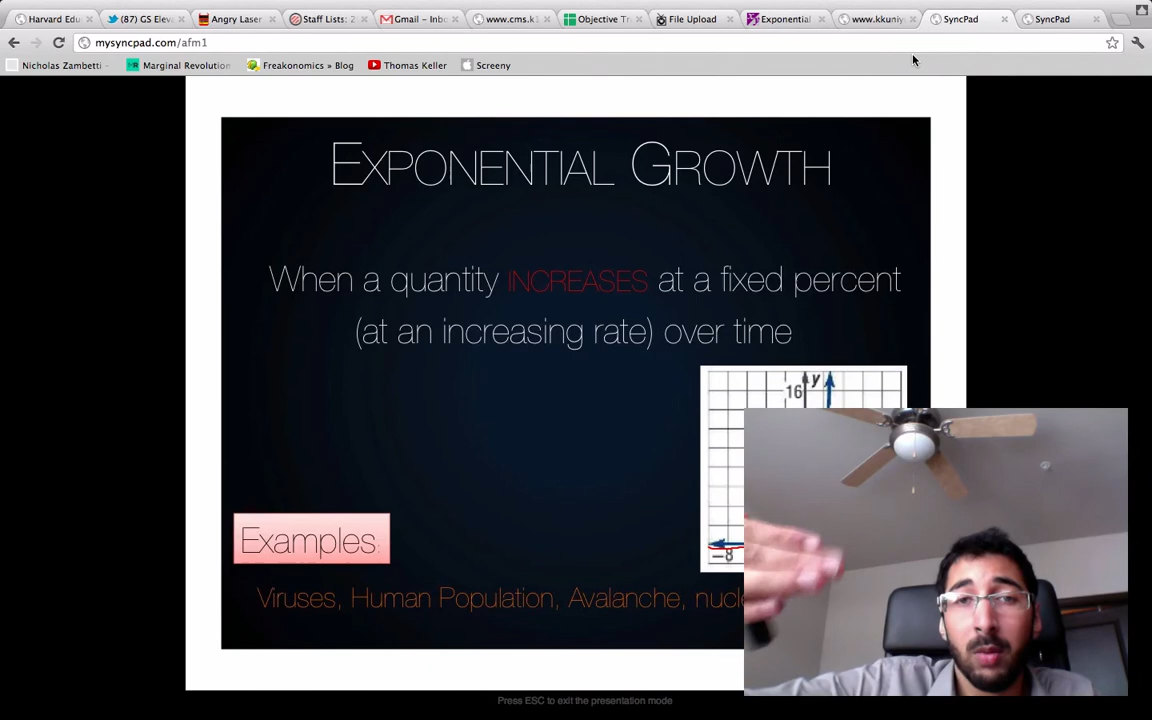 Harvard Edu
(87) GS Elev
Angry Laser
Staff Lists: 2
Gmail - Inbo
www.cms.k1
Objective Tr
File Upload
Exponential
www.kkuniy
SyncPad
SyncPad
mysyncpad.com/afm1
Nicholas Zambetti -
Marginal Revolution
Freakonomics » Blog
Thomas Keller
Screeny
EXPONENTIAL GROWTH
When a quantity INCREASES at a fixed percent
(at an increasing rate) over time
16 y
-8
Examples:
Viruses, Human Population, Avalanche, nucl
Press ESC to exit the presentation mode